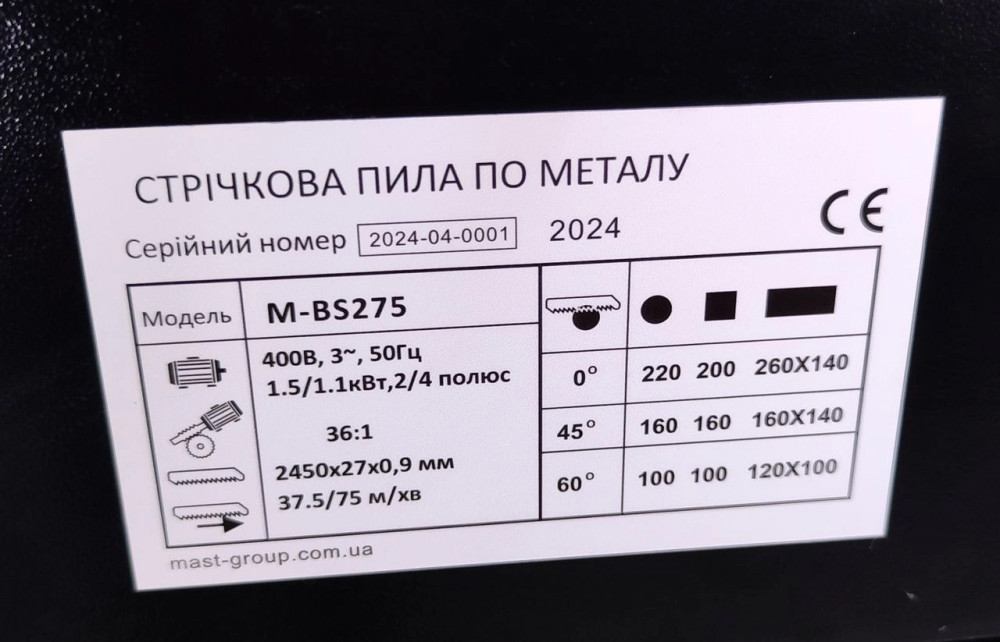 СТРІЧКОВА ПИЛА ПО МЕТАЛУ
Серійний номер 2024-04-0001 2024
CE
Модель M-BS275
400В, 3~, 50Гц
1.5/1.1кВт,2/4 полюс
36:1
2450x27x0,9 мм
37.5/75 м/хв
0° 220 200 260X140
45° 160 160 160X140
60° 100 100 120X100
mast-group.com.ua